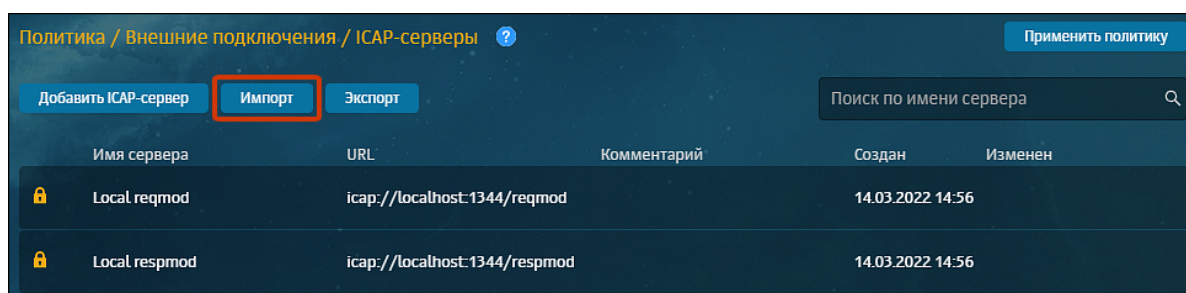 Политика / Внешние подключения / ICAP-серверы ?
Применить политику
Добавить ICAP-сервер Импорт Экспорт Поиск по имени сервера
Имя сервера URL Комментарий Создан Изменен
Local reqmod icap://localhost:1344/reqmod 14.03.2022 14:56
Local respmod icap://localhost:1344/respmod 14.03.2022 14:56